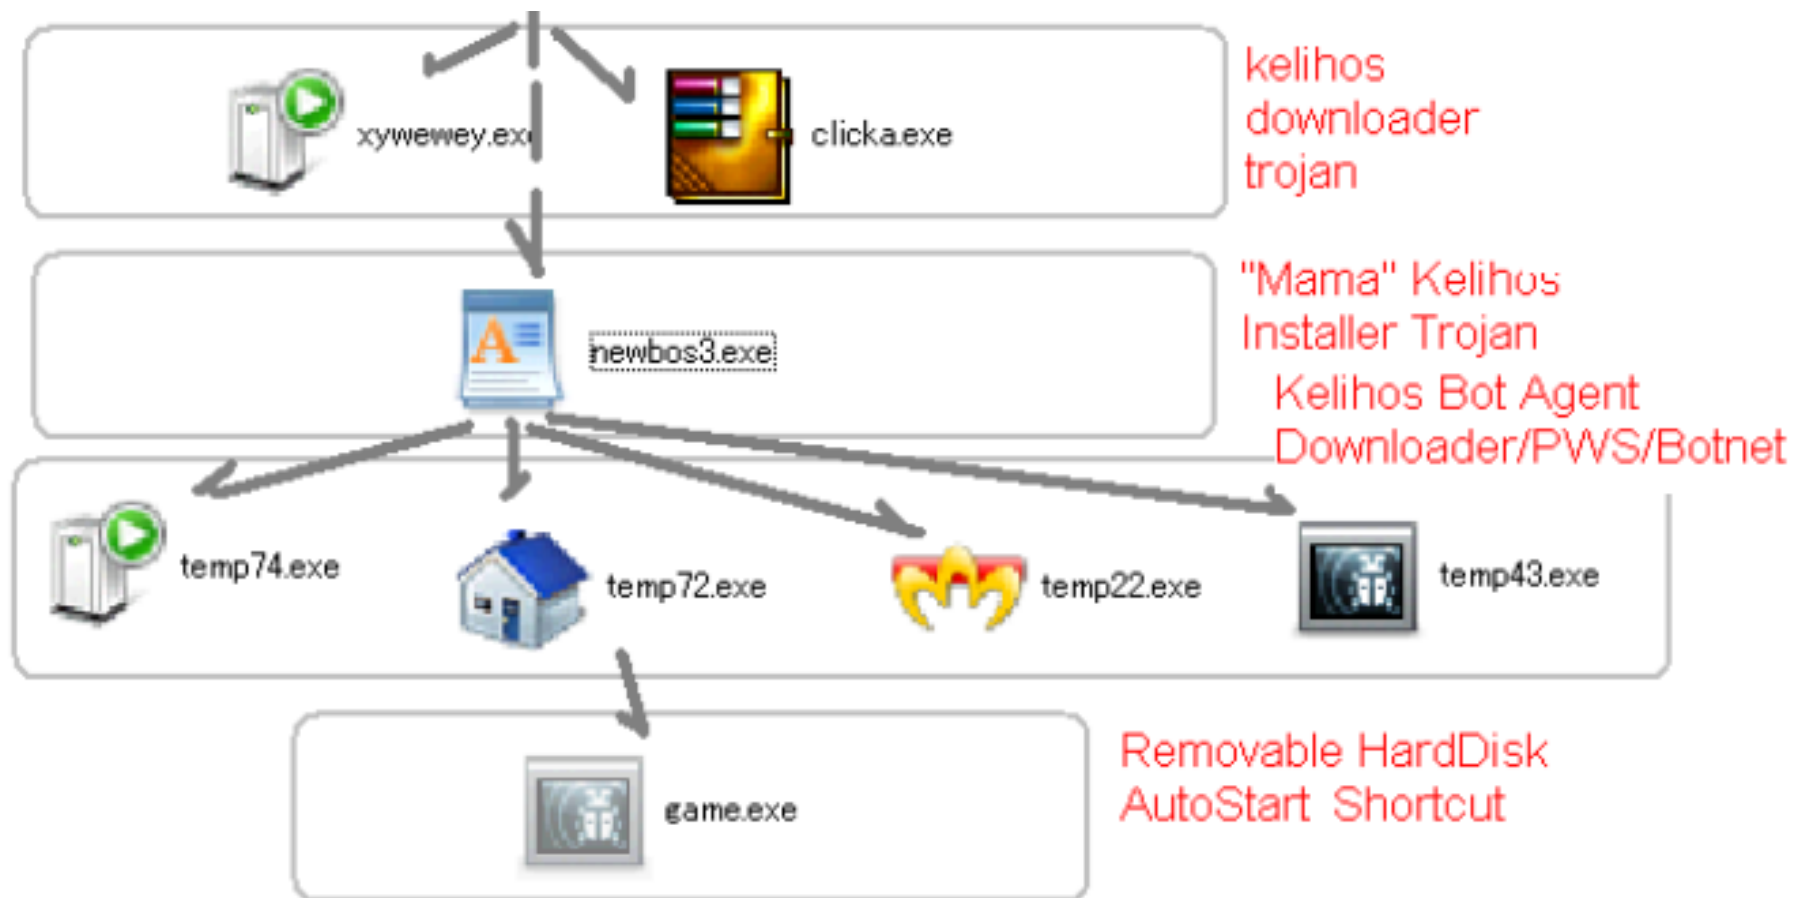 kelihos
downloader
trojan
xywewey.exe
clicka.exe
"Mama" Kelihos
Installer Trojan
newbos3.exe
Kelihos Bot Agent
Downloader/PWS/Botnet
temp74.exe
temp72.exe
temp22.exe
temp43.exe
Removable HardDisk
AutoStart Shortcut
game.exe